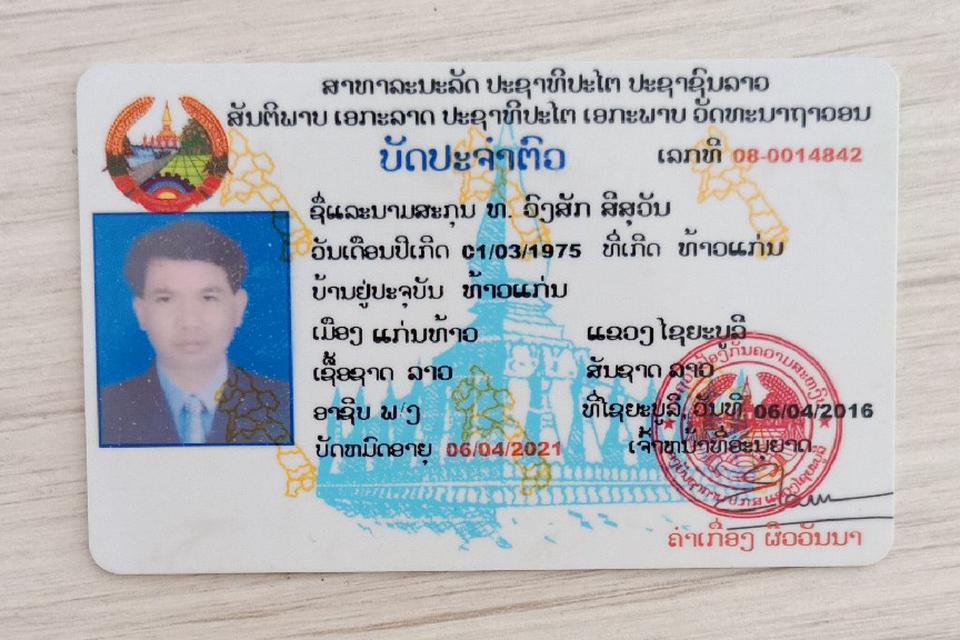 ສາທາລະນະລັດ ປະຊາທິປະໄຕ ປະຊາຊົນລາວ
ສັນຕິພາບ ເອກະລາດ ປະຊາທິປະໄຕ ເອກະພາບ ວັດທະນາຖາວອນ
ບັດປະຈຳຕົວ ເລກທີ 08-0014842
ຊື່ແລະນາມສະກຸນ ທ. ວົງສັກ ສີສຸວັນ
ວັນເດືອນປີເກີດ 01/03/1975 ທີ່ເກີດ ທ້າວແກ່ນ
ບ້ານຢູ່ປະຈຸບັນ ທ້າວແກ່ນ
ເມືອງ ແກ່ນທ້າວ ແຂວງ ໄຊຍະບູລີ
ເຊື້ອຊາດ ລາວ ສັນຊາດ ລາວ
ອາຊິບ ພ/ງ ທີ່ໄຊຍະບູລີ, ວັນທີ 06/04/2016
ບັດຫມົດອາຍຸ 06/04/2021 ເຈົ້າຫນ້າທີ່ອະນຸຍາດ
ຄຳເກື່ອງ ຜິວວັນນາ